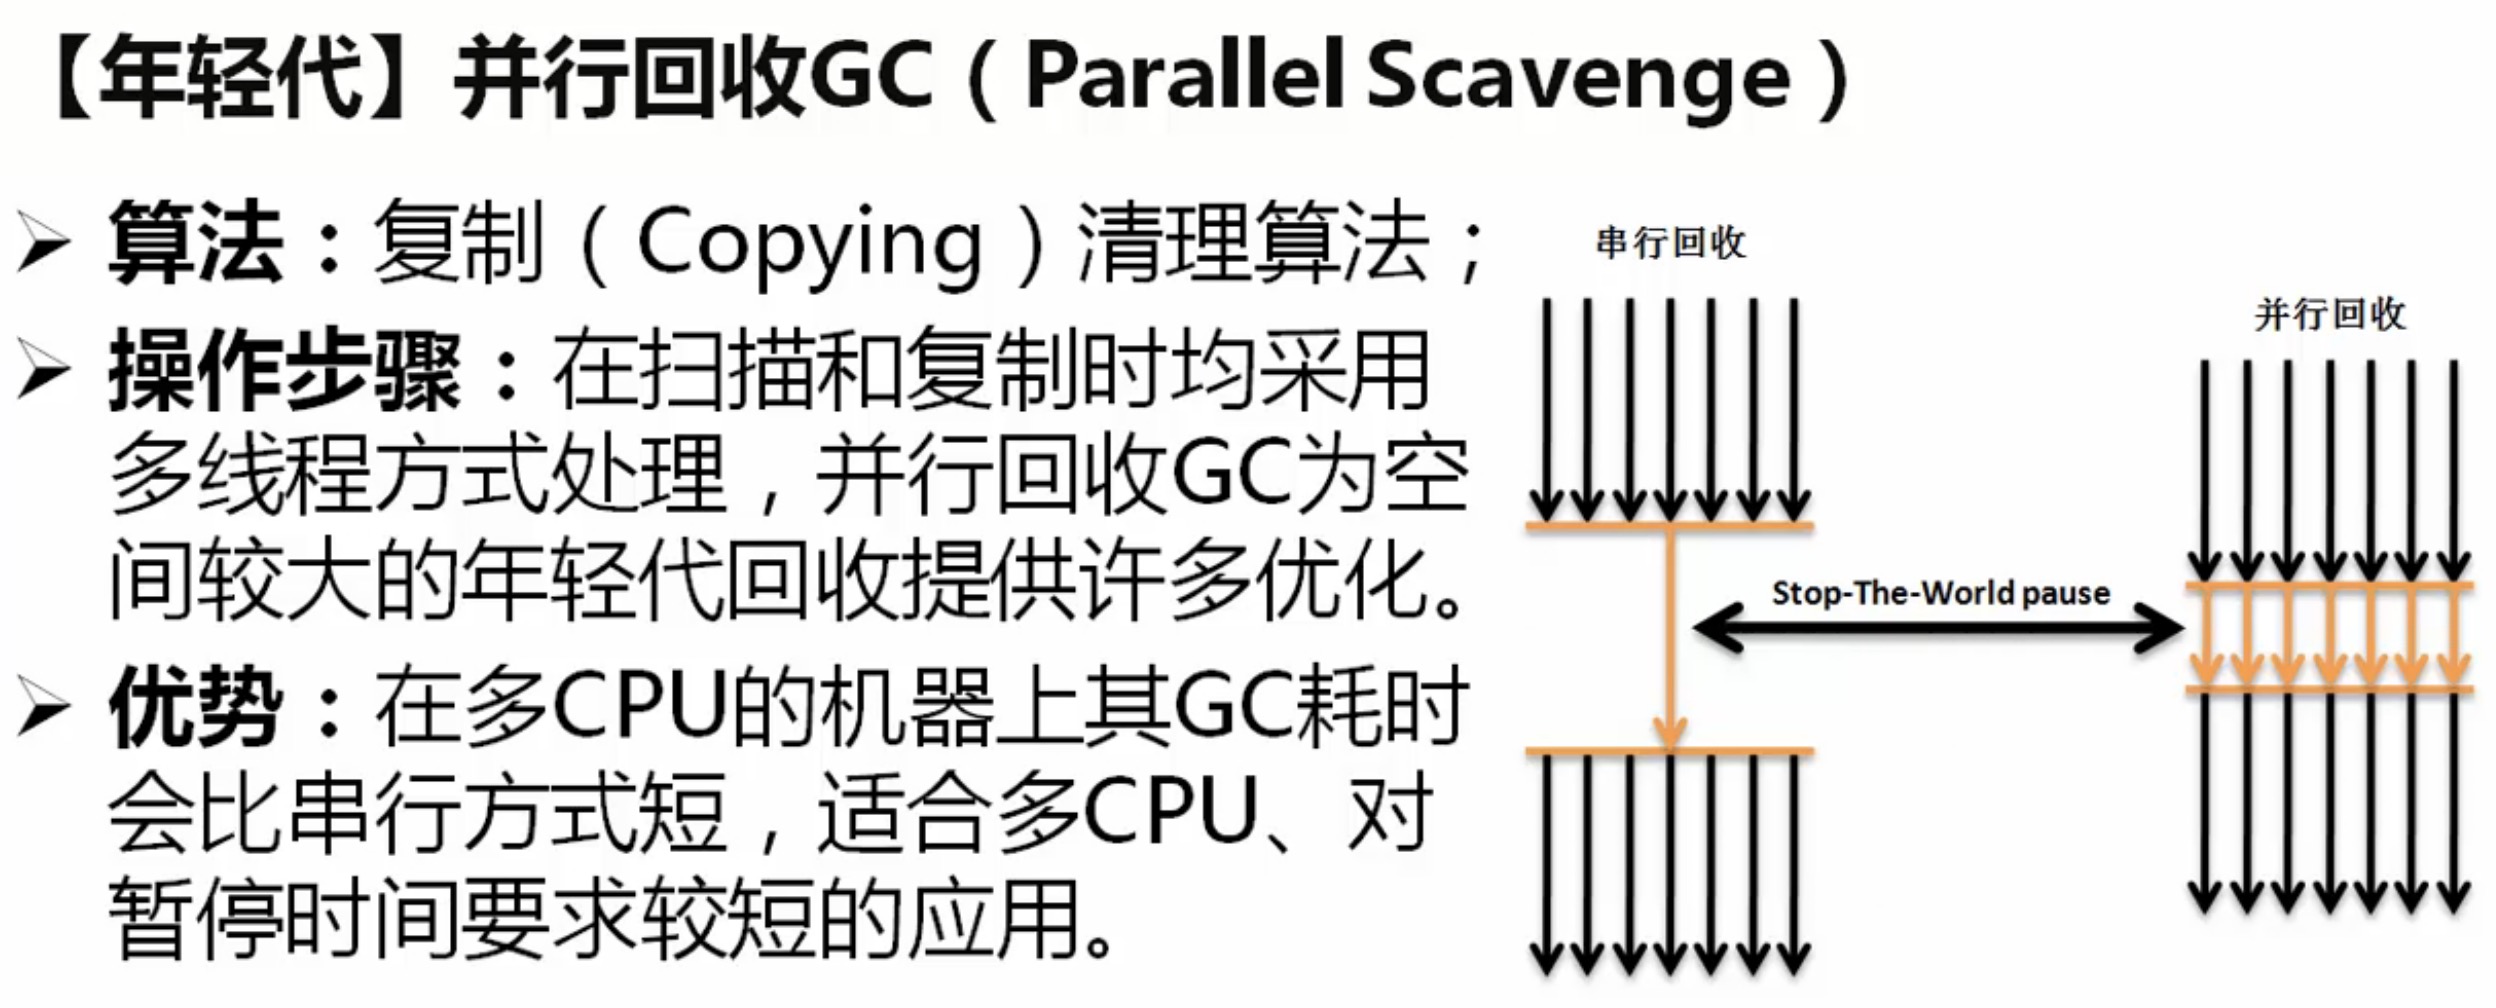 【年轻代】并行回收GC（Parallel Scavenge）
算法：复制（Copying）清理算法；
操作步骤：在扫描和复制时均采用
多线程方式处理，并行回收GC为空
间较大的年轻代回收提供许多优化。
优势：在多CPU的机器上其GC耗时
会比串行方式短，适合多CPU、对
暂停时间要求较短的应用。
串行回收
并行回收
Stop-The-World pause